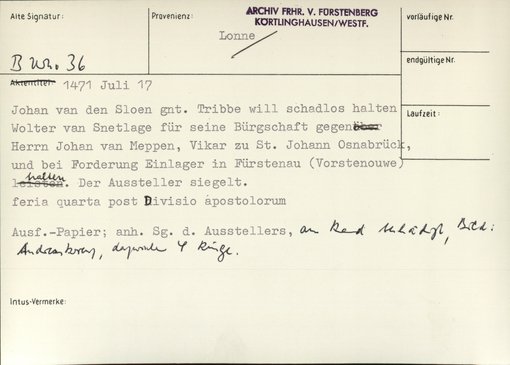 Alte Signatur:
Provenienz:
ARCHIV FRHR. V. FÜRSTENBERG
KÖRTLINGHAUSEN/WESTF.
vorläufige Nr.
Lonne
B Uk. 36
endgültige Nr.
Aktentitel: 1471 Juli 17
Johan van den Sloen gnt. Tribbe will schadlos halten
Wolter van Snetlage für seine Bürgschaft gegenüber
Laufzeit:
Herrn Johan van Meppen, Vikar zu St. Johann Osnabrück,
und bei Forderung Einlager in Fürstenau (Vorstenouwe)
halten
leisten. Der Aussteller siegelt.
feria quarta post Divisio apostolorum
Ausf.-Papier; anh. Sg. d. Ausstellers, am Rand beschädigt, Bild:
Andreaskreuz, dazwischen 4 Ringe.
Intus-Vermerke: